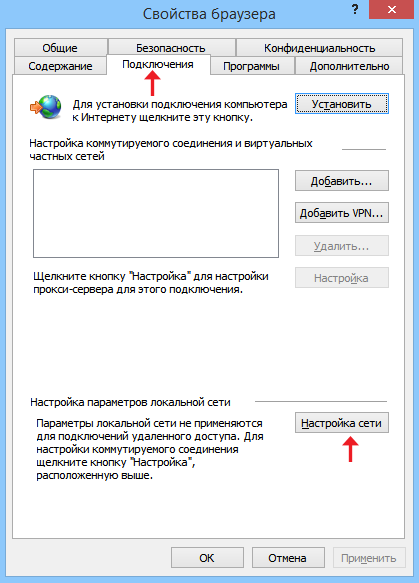 Свойства браузера ?
Общие Безопасность Конфиденциальность
Содержание Подключения Программы Дополнительно
Для установки подключения компьютера
к Интернету щелкните эту кнопку.
Установить
Настройка коммутируемого соединения и виртуальных
частных сетей
Добавить...
Добавить VPN...
Удалить...
Щелкните кнопку "Настройка" для настройки
прокси-сервера для этого подключения.
Настройка
Настройка параметров локальной сети
Параметры локальной сети не применяются
для подключений удаленного доступа. Для
настройки коммутируемого соединения
щелкните кнопку "Настройка",
расположенную выше.
Настройка сети
ОК Отмена Применить